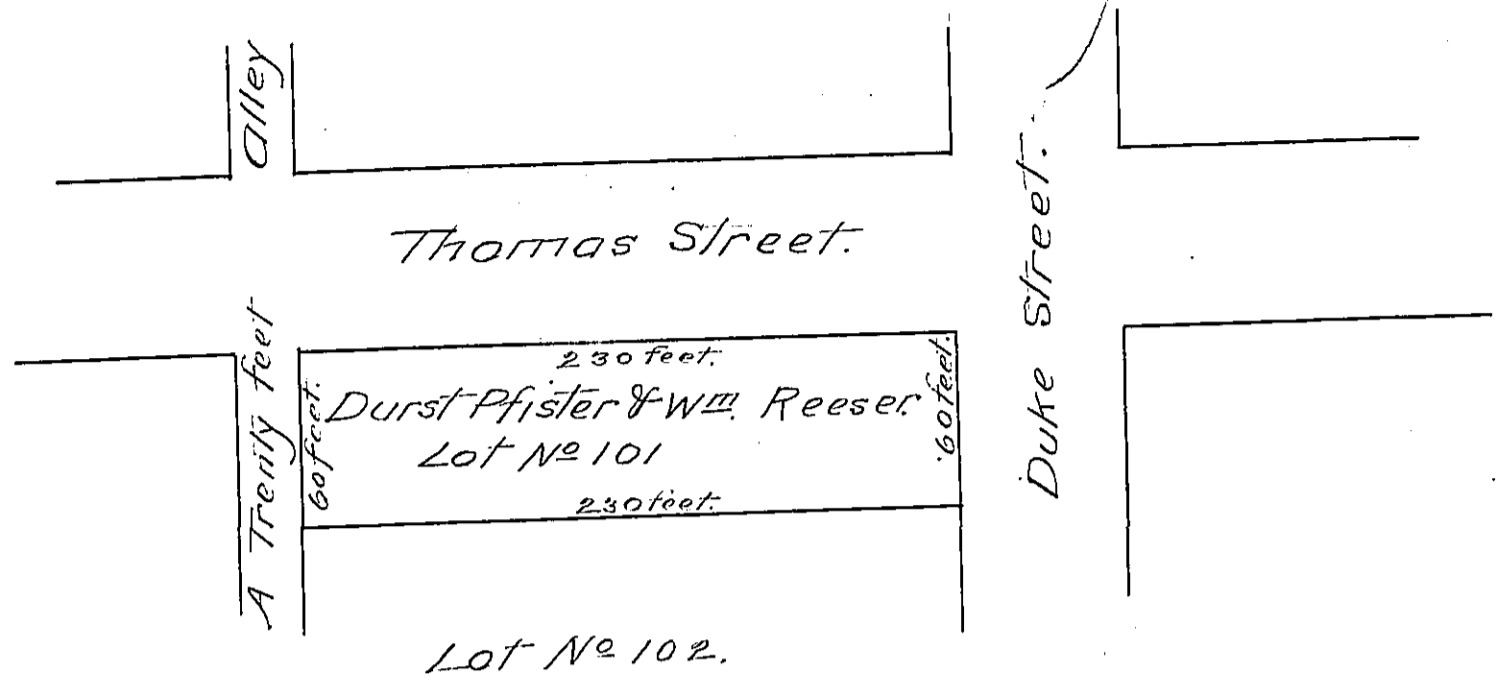 Alley
Thomas Street.
Duke Street.
A Trenty feet
230 feet.
60 feet.
Durst Pfister & Wm. Reeser.
60 feet.
Lot No 101
230 feet.
Lot No 102.